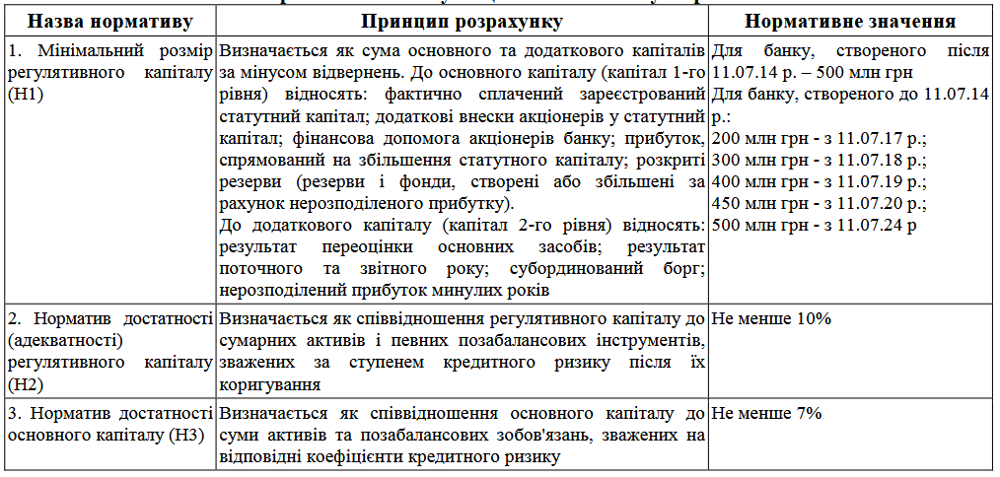 Назва нормативу
Принцип розрахунку
Нормативне значення
1. Мінімальний розмір
регулятивного капіталу
(Н1)
Визначається як сума основного та додаткового капіталів
за мінусом відвернень. До основного капіталу (капітал 1-го
рівня) відносять: фактично сплачений зареєстрований
статутний капітал; додаткові внески акціонерів у статутний
капітал; фінансова допомога акціонерів банку; прибуток,
спрямований на збільшення статутного капіталу; розкриті
резерви (резерви і фонди, створені або збільшені за
рахунок нерозподіленого прибутку).
До додаткового капіталу (капітал 2-го рівня) відносять:
результат переоцінки основних засобів; результат
поточного та звітного року; субординований борг;
нерозподілений прибуток минулих років
Для банку, створеного після
11.07.14 р. – 500 млн грн
Для банку, створеного до 11.07.14
р.:
200 млн грн - з 11.07.17 р.;
300 млн грн - з 11.07.18 р.;
400 млн грн - з 11.07.19 р.;
450 млн грн - з 11.07.20 р.;
500 млн грн - з 11.07.24 р
2. Норматив достатності
(адекватності)
регулятивного капіталу
(Н2)
Визначається як співвідношення регулятивного капіталу до
сумарних активів і певних позабалансових інструментів,
зважених за ступенем кредитного ризику після їх
коригування
Не менше 10%
3. Норматив достатності
основного капіталу (Н3)
Визначається як співвідношення основного капіталу до
суми активів та позабалансових зобов'язань, зважених на
відповідні коефіцієнти кредитного ризику
Не менше 7%